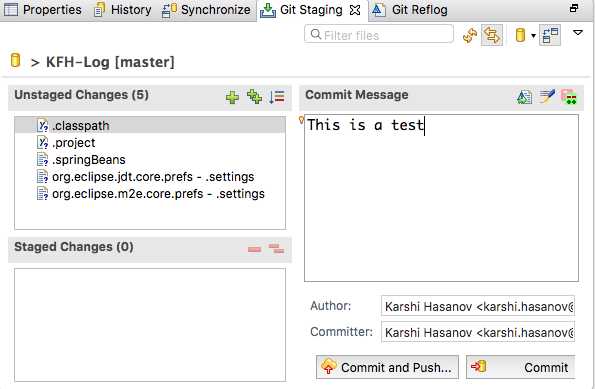 Properties History Synchronize Git Staging Git Reflog
Filter files
> KFH-Log [master]
Unstaged Changes (5)
.classpath
.project
.springBeans
org.eclipse.jdt.core.prefs - .settings
org.eclipse.m2e.core.prefs - .settings
Staged Changes (0)
Commit Message
This is a test
Author: Karshi Hasanov <karshi.hasanov@
Committer: Karshi Hasanov <karshi.hasanov@
Commit and Push... Commit